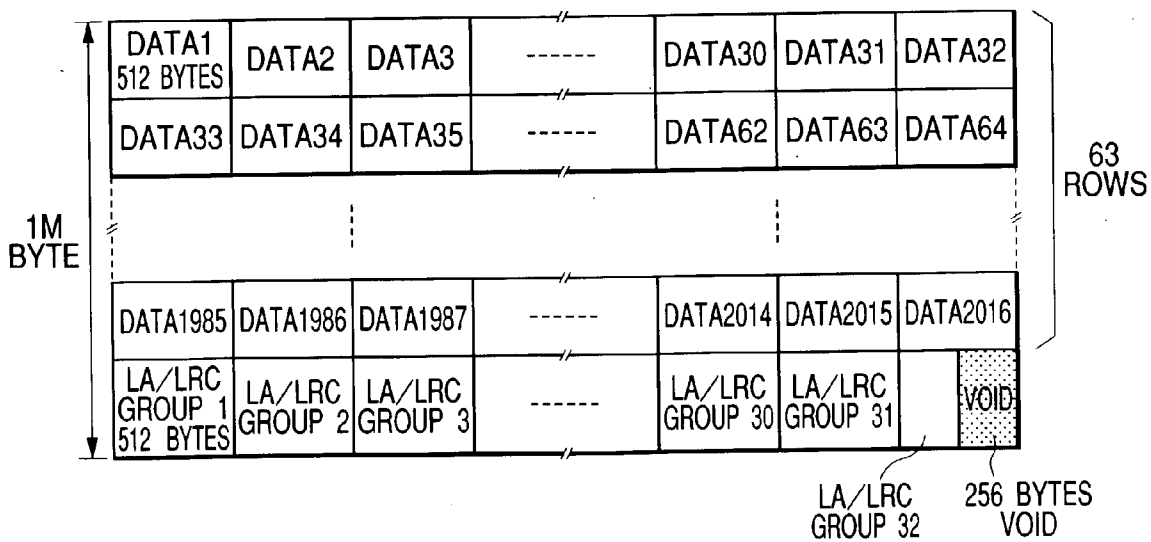 DATA1
512 BYTES
DATA2
DATA3
DATA30
DATA31
DATA32
DATA33
DATA34
DATA35
DATA62
DATA63
DATA64
63
ROWS
1M
BYTE
DATA1985
DATA1986
DATA1987
DATA2014
DATA2015
DATA2016
LA/LRC
GROUP 1
512 BYTES
LA/LRC
GROUP 2
LA/LRC
GROUP 3
LA/LRC
GROUP 30
LA/LRC
GROUP 31
VOID
LA/LRC
GROUP 32
256 BYTES
VOID